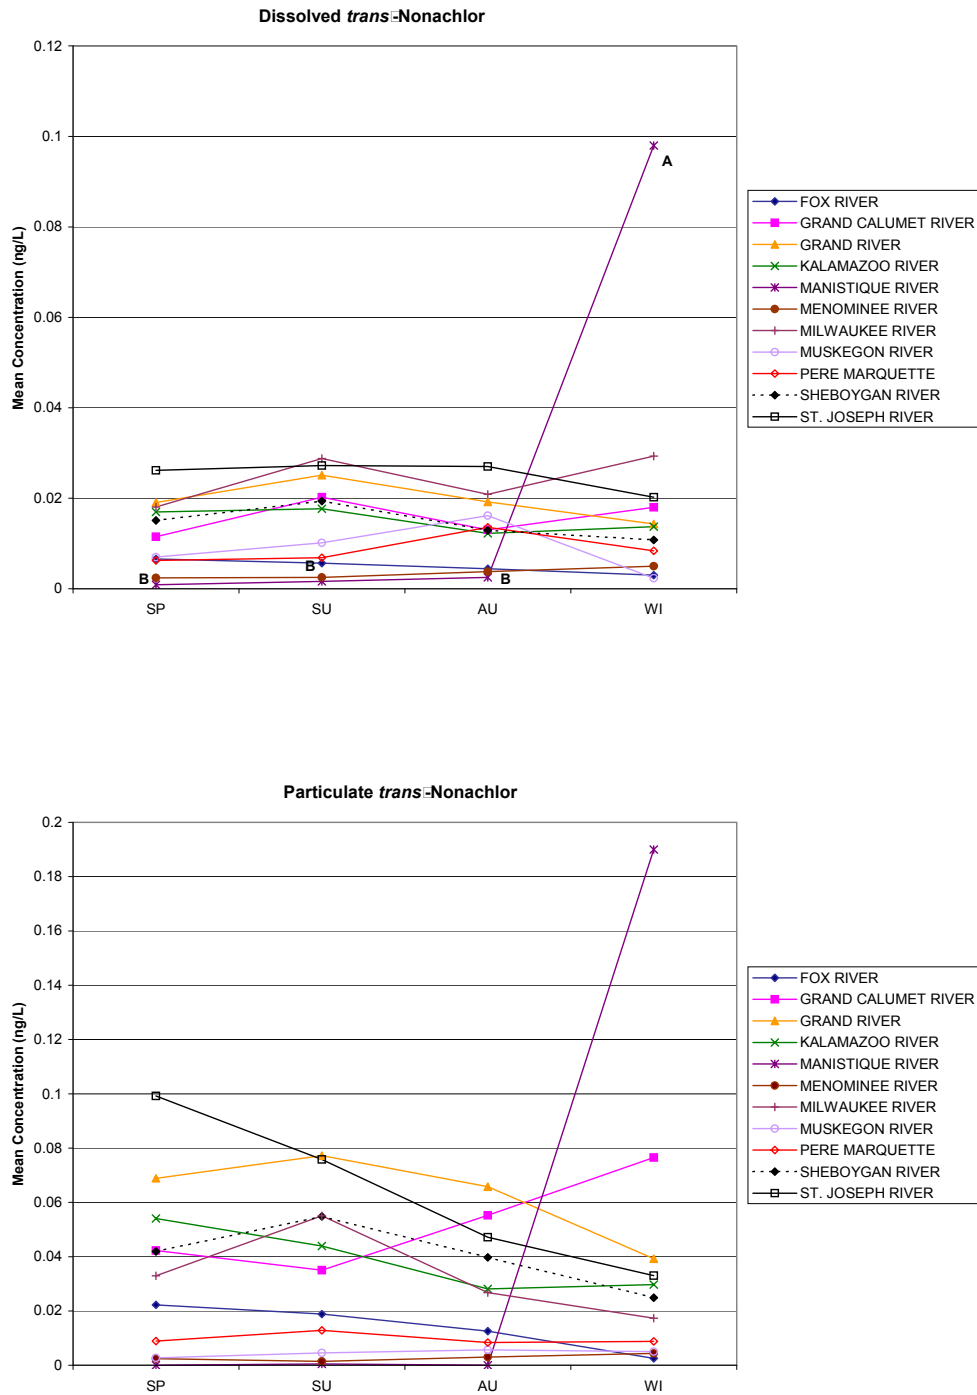 Dissolved trans-Nonachlor
0.12
0.1
0.08
0.06
0.04
0.02
0
Mean Concentration (ng/L)
A
B
B
B
SP SU AU WI
FOX RIVER
GRAND CALUMET RIVER
GRAND RIVER
KALAMAZOO RIVER
MANISTIQUE RIVER
MENOMINEE RIVER
MILWAUKEE RIVER
MUSKEGON RIVER
PERE MARQUETTE
SHEBOYGAN RIVER
ST. JOSEPH RIVER
Particulate trans-Nonachlor
0.2
0.18
0.16
0.14
0.12
0.1
0.08
0.06
0.04
0.02
0
Mean Concentration (ng/L)
SP SU AU WI
FOX RIVER
GRAND CALUMET RIVER
GRAND RIVER
KALAMAZOO RIVER
MANISTIQUE RIVER
MENOMINEE RIVER
MILWAUKEE RIVER
MUSKEGON RIVER
PERE MARQUETTE
SHEBOYGAN RIVER
ST. JOSEPH RIVER